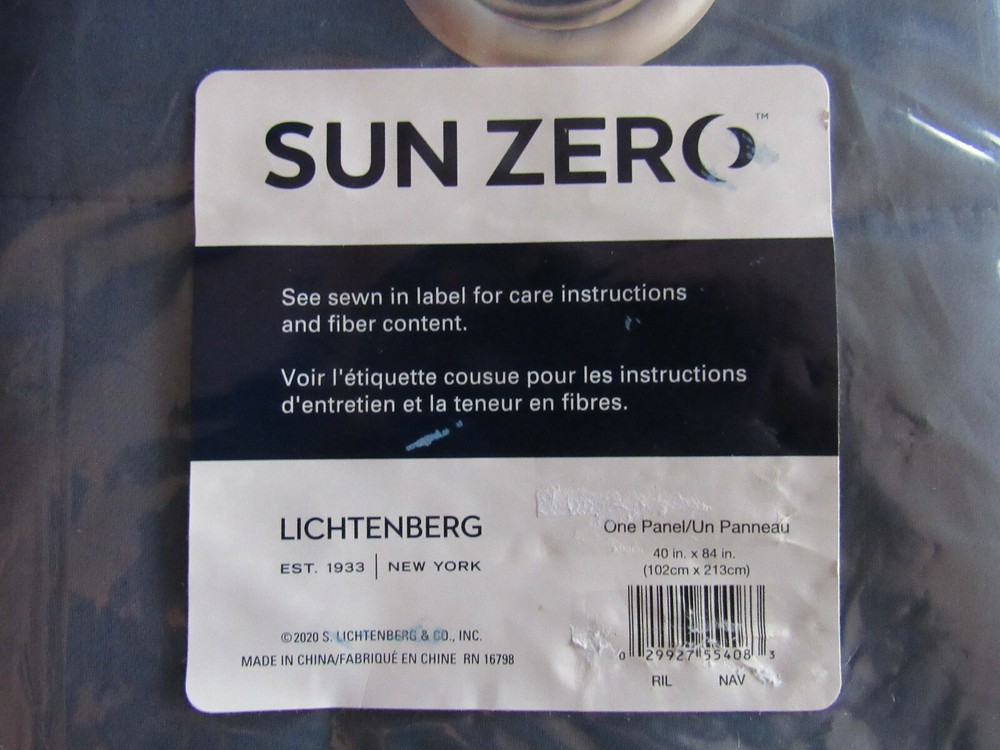 SUN ZERO™
See sewn in label for care instructions
and fiber content.
Voir l'étiquette cousue pour les instructions
d'entretien et la teneur en fibres.
LICHTENBERG
EST. 1933 | NEW YORK
©2020 S. LICHTENBERG & CO., INC.
MADE IN CHINA/FABRIQUÉ EN CHINE RN 16798
One Panel/Un Panneau
40 in. x 84 in.
(102cm x 213cm)
0 29927 55408 3
RIL NAV